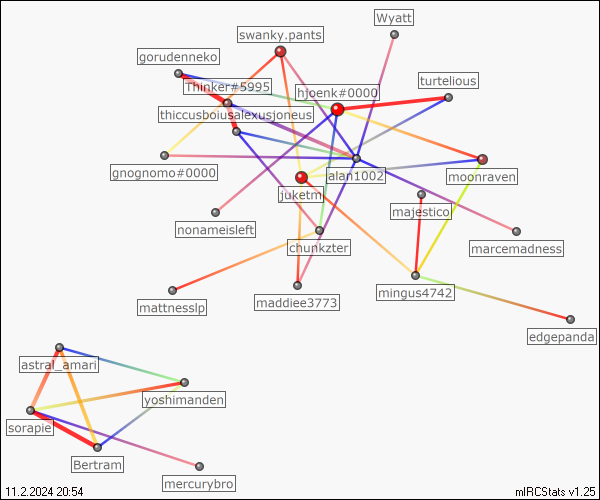 Wyatt
swanky.pants
gorudenneko
turtelious
Thinker#5995
hjoenk#0000
thiccusboiusalexusjoneus
gnognomo#0000
alan1002
moonraven
juketmi
majestico
nonameisleft
marcemadness
chunkzter
mingus4742
maddiee3773
mattnesslp
edgepanda
astral_amari
yoshimanden
sorapie
Bertram
mercurybro
11.2.2024 20:54
mIRCStats v1.25